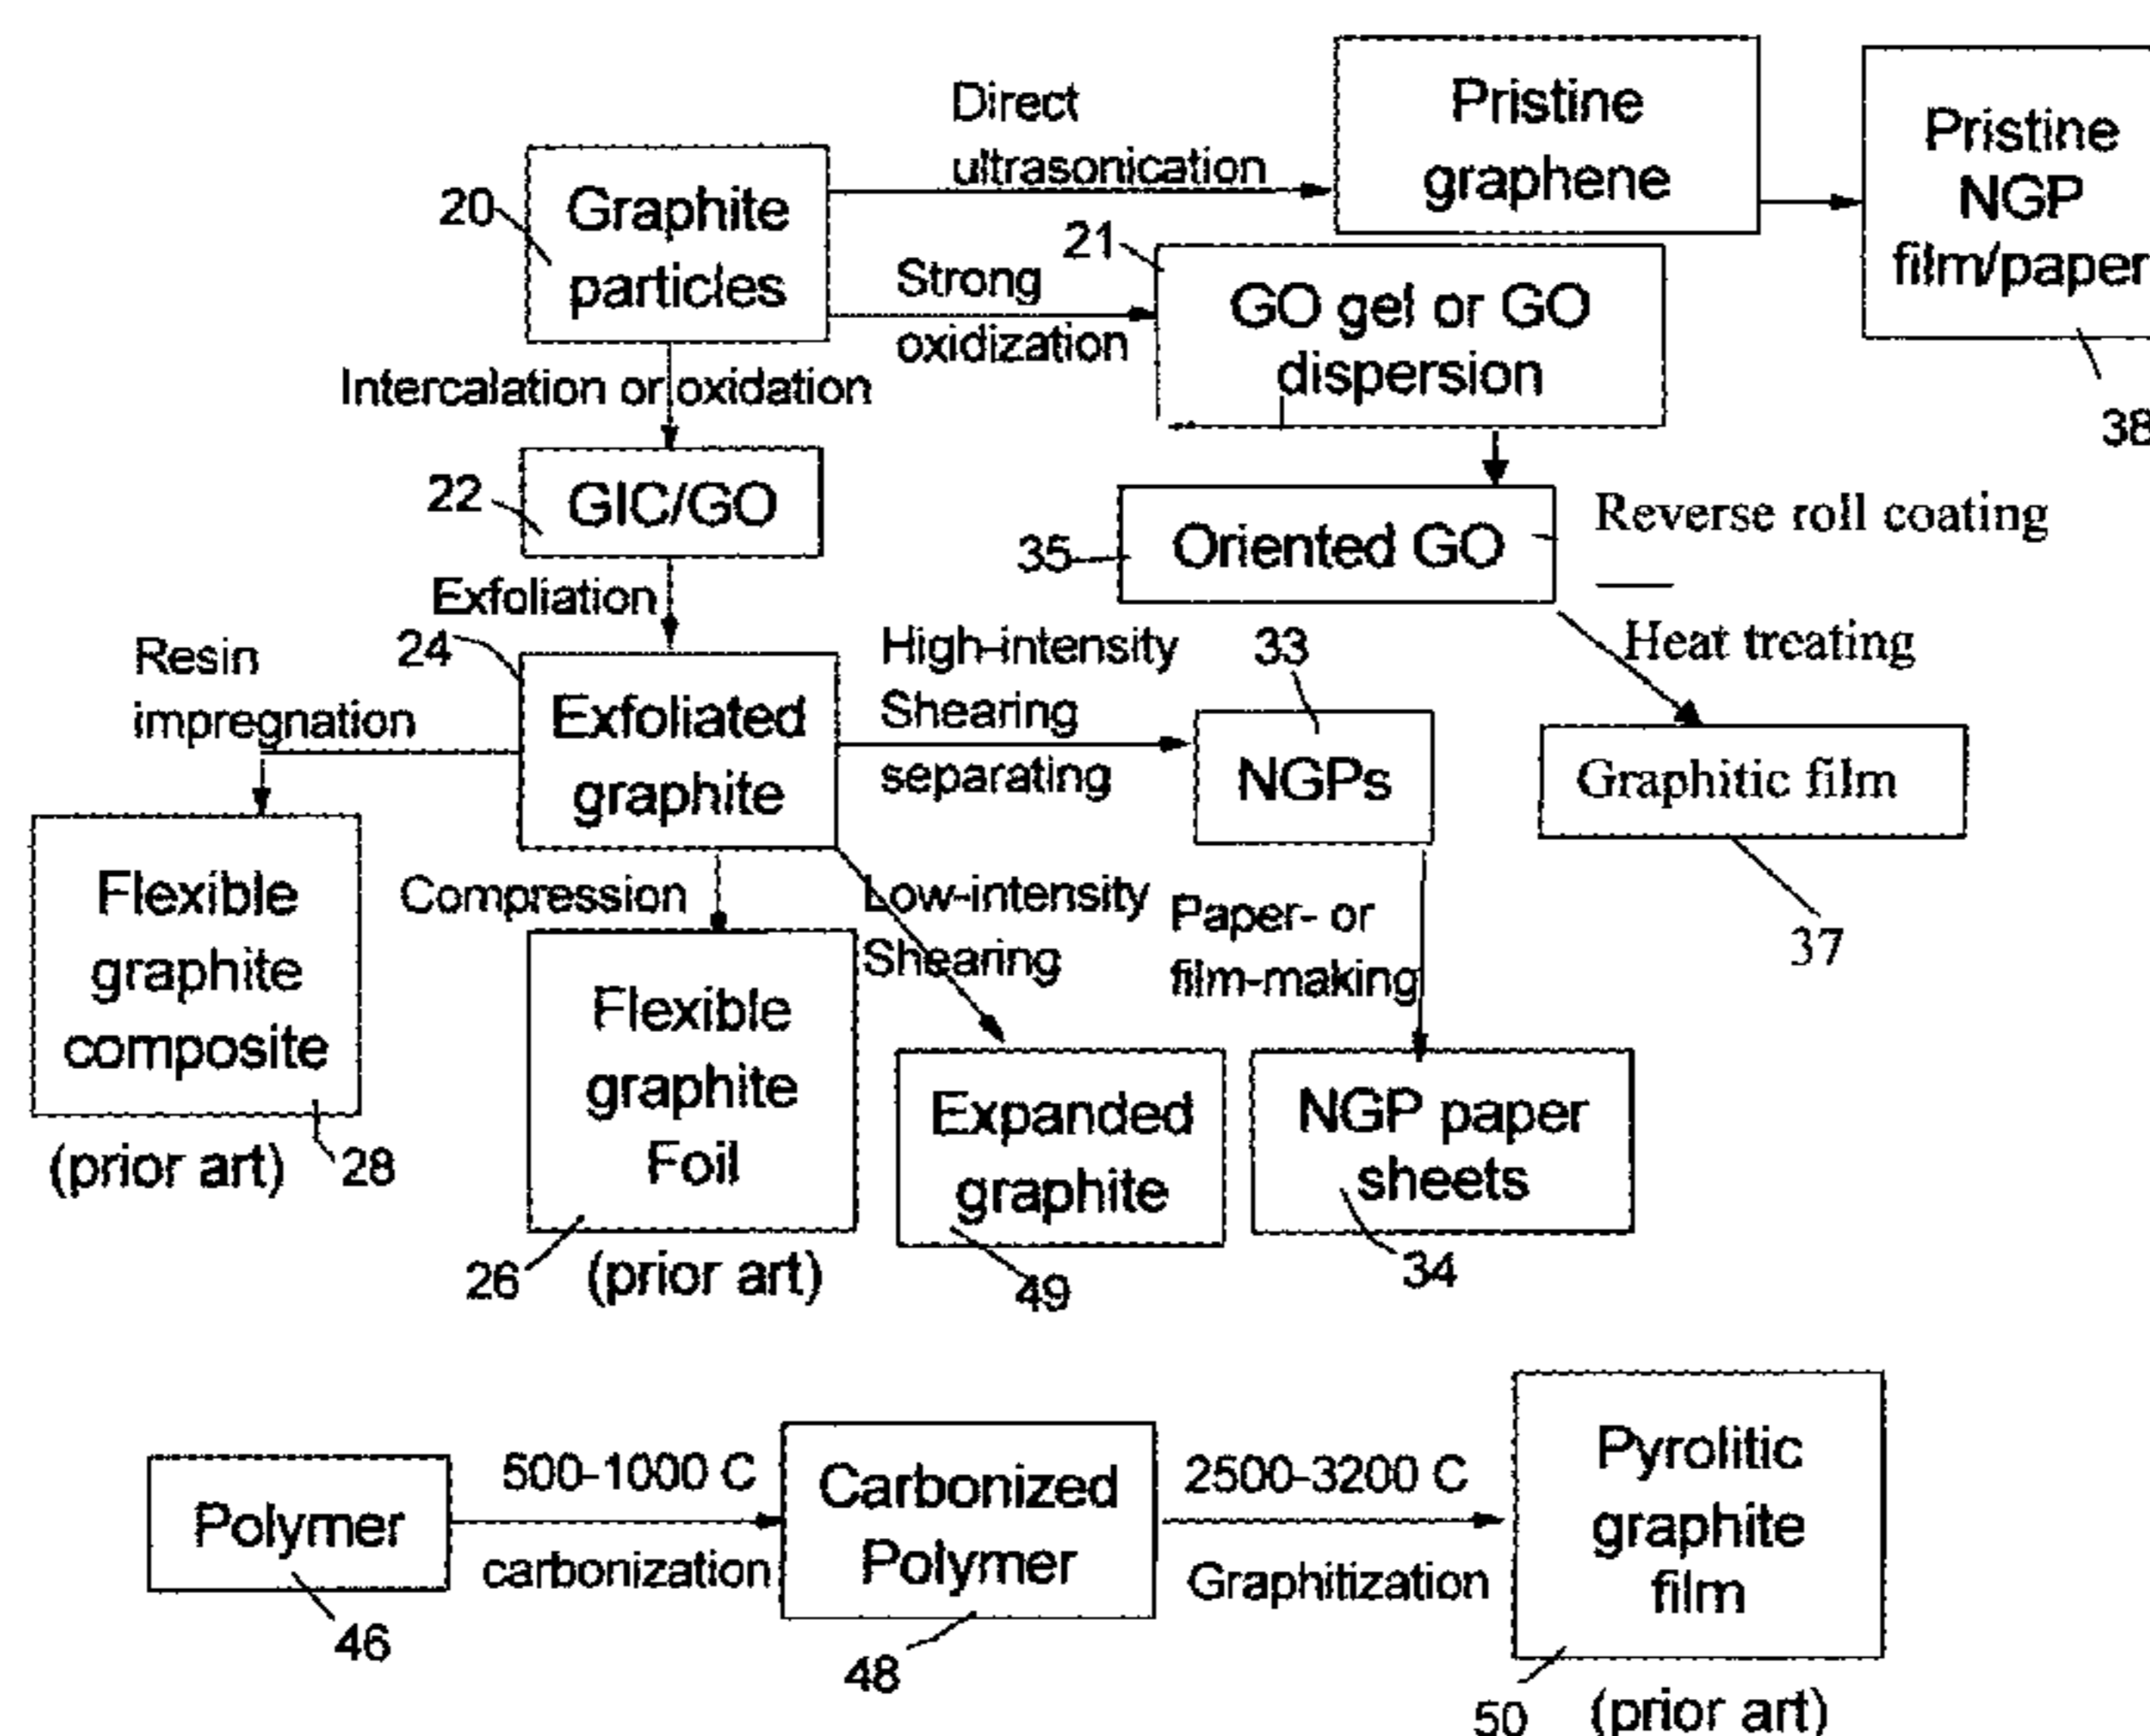 Direct
ultrasonication
Pristine
graphene
Pristine
NGP
film/paper
38
20
Graphite
particles
21
Strong
oxidization
GO gel or GO
dispersion
Intercalation or oxidation
22
GIC/GO
35
Oriented GO
Reverse roll coating
Exfoliation
Heat treating
24
Resin
impregnation
Exfoliated
graphite
High-intensity
Shearing
separating
33
NGPs
Graphitic film
37
Flexible
graphite
composite
(prior art)
28
Compression
Flexible
graphite
Foil
26
(prior art)
Low-intensity
Shearing
Expanded
graphite
49
Paper- or
film-making
NGP paper
sheets
34
Polymer
46
500-1000 C
carbonization
Carbonized
Polymer
48
2500-3200 C
Graphitization
Pyrolitic
graphite
film
50
(prior art)